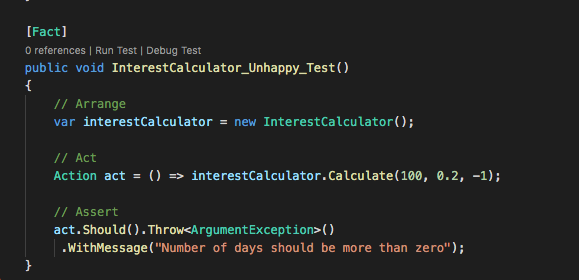 [Fact]
0 references | Run Test | Debug Test
public void InterestCalculator_Unhappy_Test()
{
// Arrange
var interestCalculator = new InterestCalculator();
// Act
Action act = () => interestCalculator.Calculate(100, 0.2, -1);
// Assert
act.Should().Throw<ArgumentException>()
.WithMessage("Number of days should be more than zero");
}